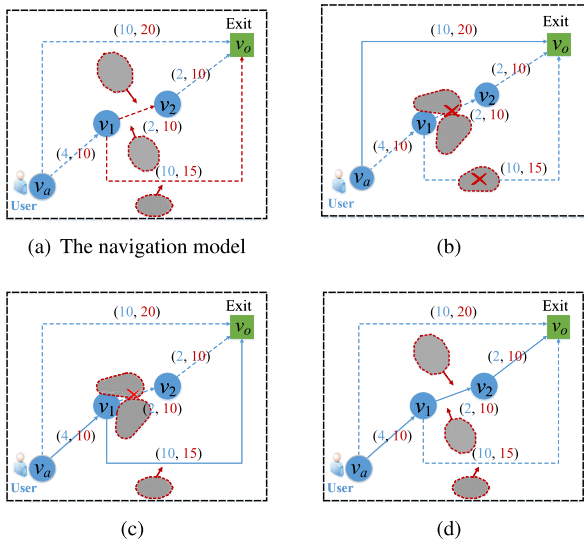 Exit
(10, 20)
v_o
(2, 10)
v_2
v_1
(2, 10)
(4, 10)
(10, 15)
v_a
User
(a) The navigation model
Exit
(10, 20)
v_o
(2, 10)
v_2
v_1
(2, 10)
(4, 10)
(10, 15)
v_a
User
(b)
Exit
(10, 20)
v_o
(2, 10)
v_2
v_1
(2, 10)
(4, 10)
(10, 15)
v_a
User
(c)
Exit
(10, 20)
v_o
(2, 10)
v_2
v_1
(2, 10)
(4, 10)
(10, 15)
v_a
User
(d)